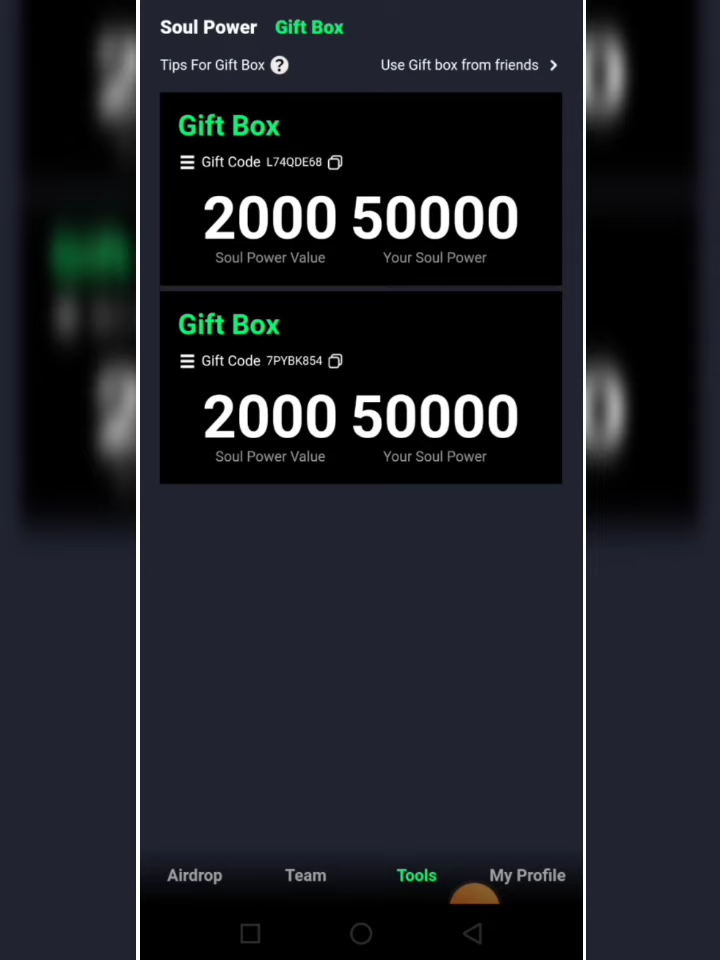 Soul Power Gift Box
Tips For Gift Box ? Use Gift box from friends >
Gift Box
Gift Code L74QDE68
2000 50000
Soul Power Value Your Soul Power
Gift Box
Gift Code 7PYBK854
2000 50000
Soul Power Value Your Soul Power
Airdrop Team Tools My Profile